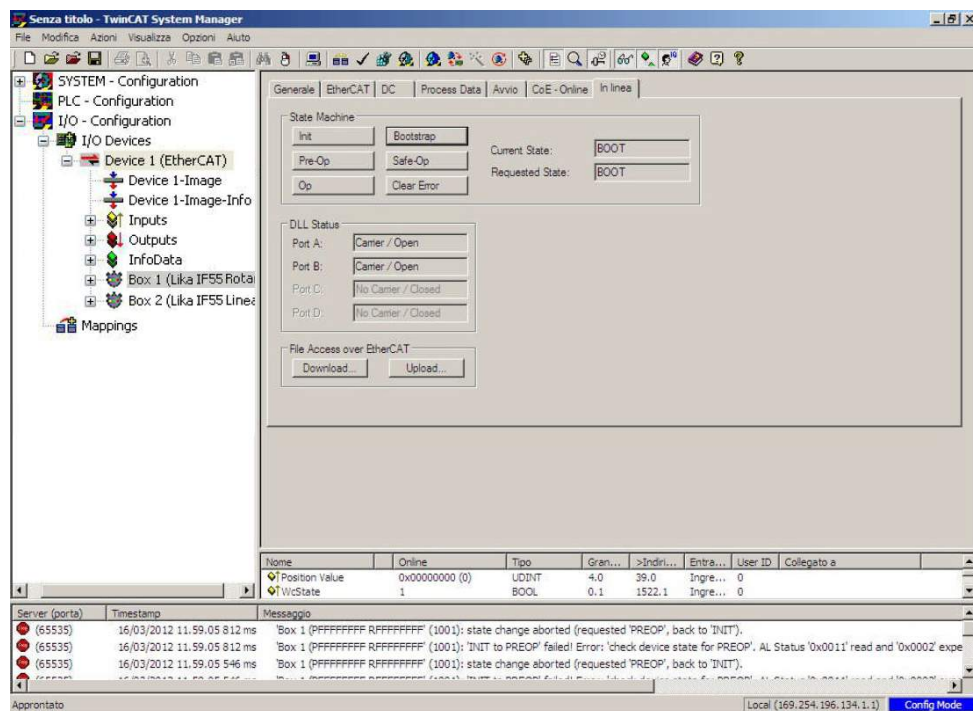 Senza titolo - TwinCAT System Manager
File Modifica Azioni Visualizza Opzioni Aiuto
SYSTEM - Configuration
PLC - Configuration
I/O - Configuration
I/O Devices
Device 1 (EtherCAT)
Device 1-Image
Device 1-Image-Info
Inputs
Outputs
InfoData
Box 1 (Lika IF55 Rota
Box 2 (Lika IF55 Linea
Mappings
Generale EtherCAT DC Process Data Avvio CoE - Online In linea
State Machine
Init Bootstrap
Pre-Op Safe-Op
Op Clear Error
Current State: BOOT
Requested State: BOOT
DLL Status
Port A: Carrier / Open
Port B: Carrier / Open
Port C: No Carrier / Closed
Port D: No Carrier / Closed
File Access over EtherCAT
Download... Upload...
Nome Online Tipo Gran... >Indiri... Entra... User ID Collegato a
Position Value 0x00000000 (0) UDINT 4.0 39.0 Ingre... 0
WcState 1 BOOL 0.1 1522.1 Ingre... 0
Server (porta) Timestamp Messaggio
(65535) 16/03/2012 11.59.05 812 ms 'Box 1 (PFFFFFFFF RFFFFFFFF' (1001): state change aborted (requested 'PREOP', back to 'INIT').
(65535) 16/03/2012 11.59.05 812 ms 'Box 1 (PFFFFFFFF RFFFFFFFF' (1001): 'INIT to PREOP' failed! Error: 'check device state for PREOP'. AL Status '0x0011' read and '0x0002' expe
(65535) 16/03/2012 11.59.05 546 ms 'Box 1 (PFFFFFFFF RFFFFFFFF' (1001): state change aborted (requested 'PREOP', back to 'INIT').
Approntato Local (169.254.196.134.1.1) Config Mode